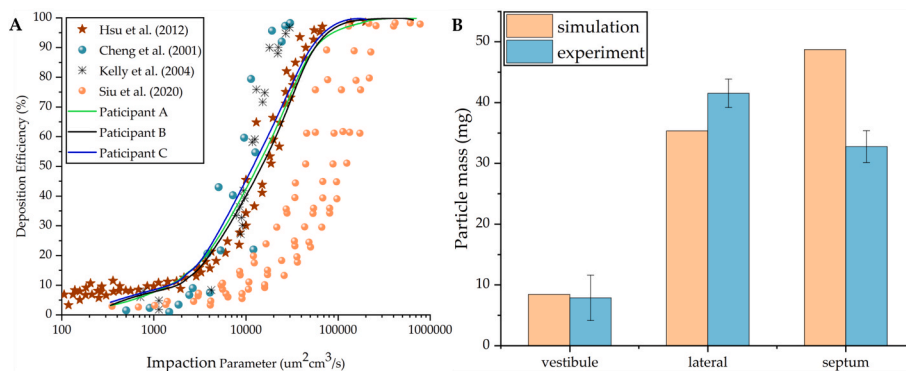 A
Hsu et al. (2012)
Cheng et al. (2001)
Kelly et al. (2004)
Siu et al. (2020)
Paticipant A
Paticipant B
Paticipant C
Deposition Efficiency (%)
100
90
80
70
60
50
40
30
20
10
0
100
1000
10000
100000
1000000
Impaction Parameter (um²cm³/s)
B
simulation
experiment
Particle mass (mg)
50
40
30
20
10
0
vestibule
lateral
septum